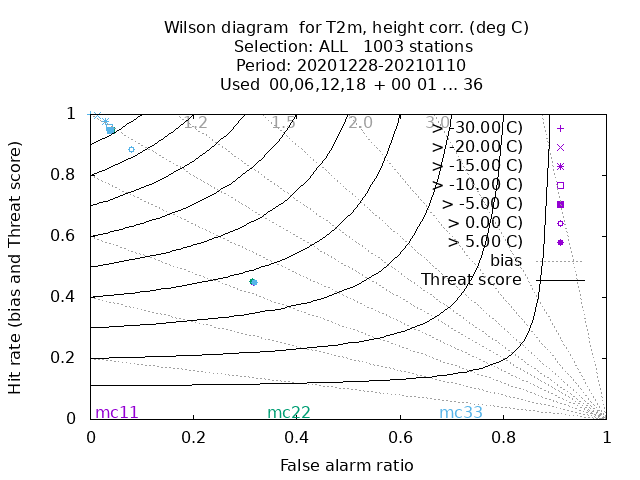 Wilson diagram  for T2m, height corr. (deg C)
Selection: ALL   1003 stations
Period: 20201228-20210110
Used 00,06,12,18 + 00 01 ... 36
Hit rate (bias and Threat score)
1
0.8
0.6
0.4
0.2
0
1.2
1.5
2.0
3.0
> -30.00 C)
> -20.00 C)
> -15.00 C)
> -10.00 C)
> -5.00 C)
> 0.00 C)
> 5.00 C)
bias
Threat score
mc11 mc22 mc33
0 0.2 0.4 0.6 0.8 1
False alarm ratio